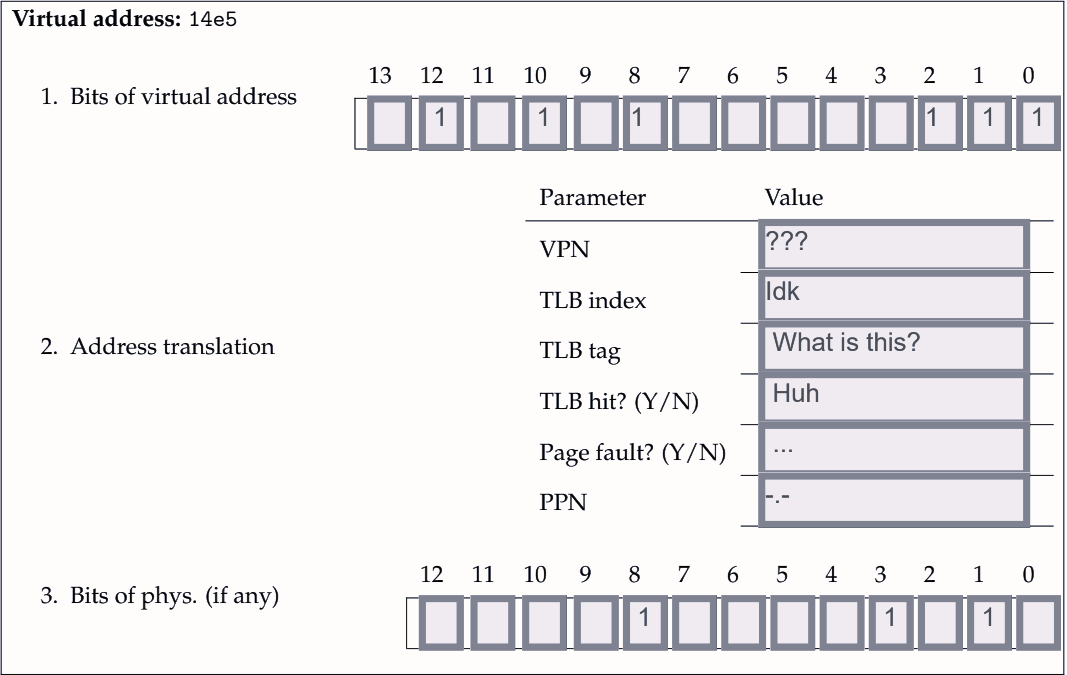 Virtual address: 14e5
13 12 11 10 9 8 7 6 5 4 3 2 1 0
1. Bits of virtual address
1 1 1 1 1 1
Parameter Value
VPN ???
TLB index Idk
2. Address translation
TLB tag What is this?
TLB hit? (Y/N) Huh
Page fault? (Y/N) ...
PPN -.-
12 11 10 9 8 7 6 5 4 3 2 1 0
3. Bits of phys. (if any)
1 1 1